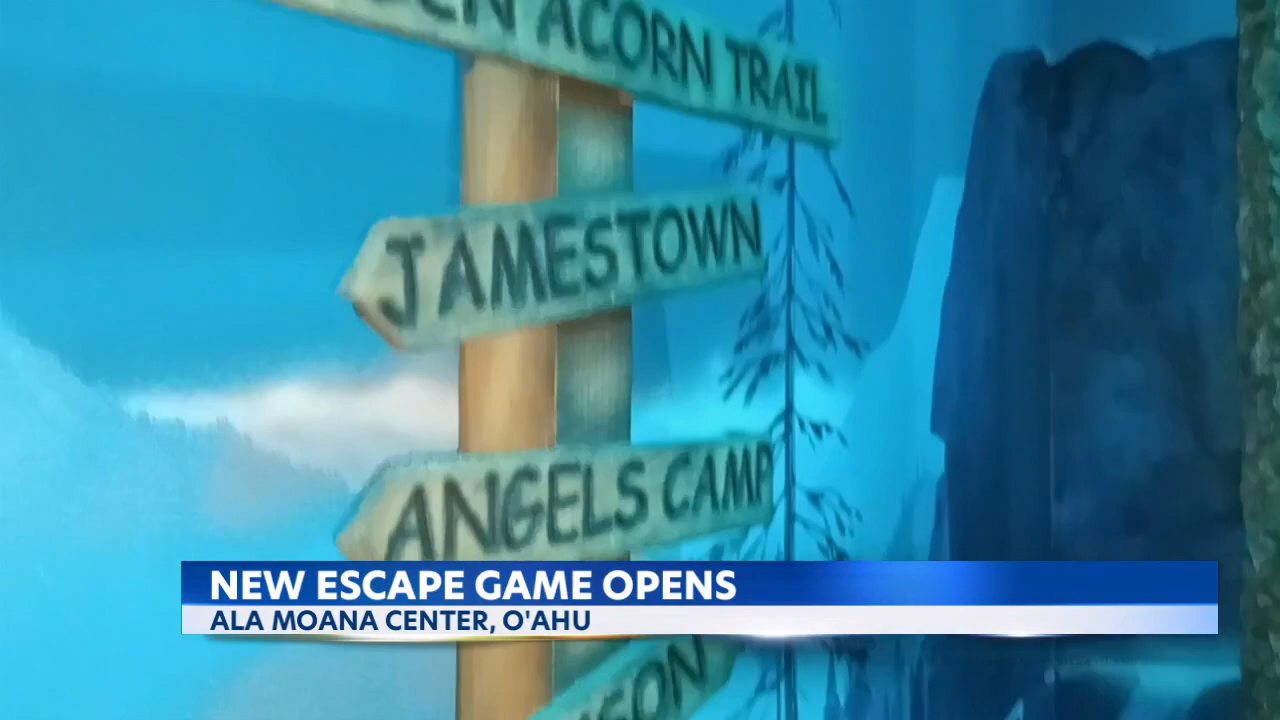 ACORN TRAIL
JAMESTOWN
ANGELS CAMP
NEW ESCAPE GAME OPENS
ALA MOANA CENTER, O'AHU